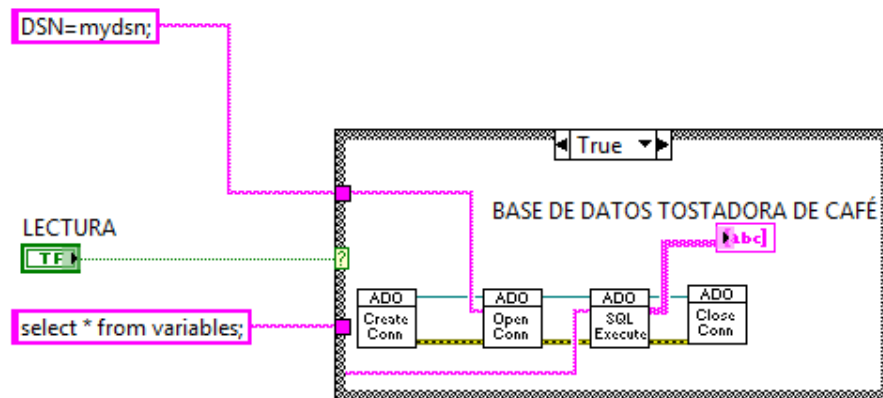 DSN=mydsn;
True
BASE DE DATOS TOSTADORA DE CAFÉ
abc
LECTURA
TF
?
ADO
Create
Conn
ADO
Open
Conn
ADO
SQL
Execute
ADO
Close
Conn
select * from variables;